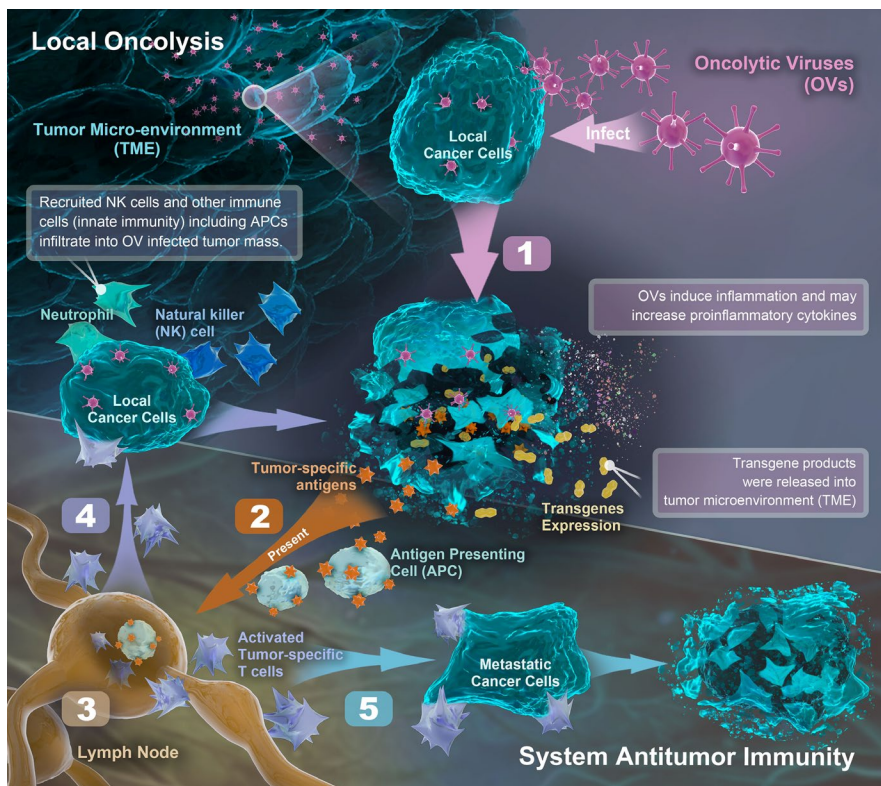 Local Oncolysis
Oncolytic Viruses
(OVs)
Tumor Micro-environment
(TME)
Local
Cancer Cells
Infect
1
Recruited NK cells and other immune
cells (innate immunity) including APCs
infiltrate into OV infected tumor mass.
OVs induce inflammation and may
increase proinflammatory cytokines
Neutrophil
Natural killer
(NK) cell
Local
Cancer Cells
Tumor-specific
antigens
Transgene products
were released into
tumor microenvironment (TME)
Transgenes
Expression
4
2
Present
Antigen Presenting
Cell (APC)
Activated
Tumor-specific
T cells
Metastatic
Cancer Cells
3
5
Lymph Node
System Antitumor Immunity